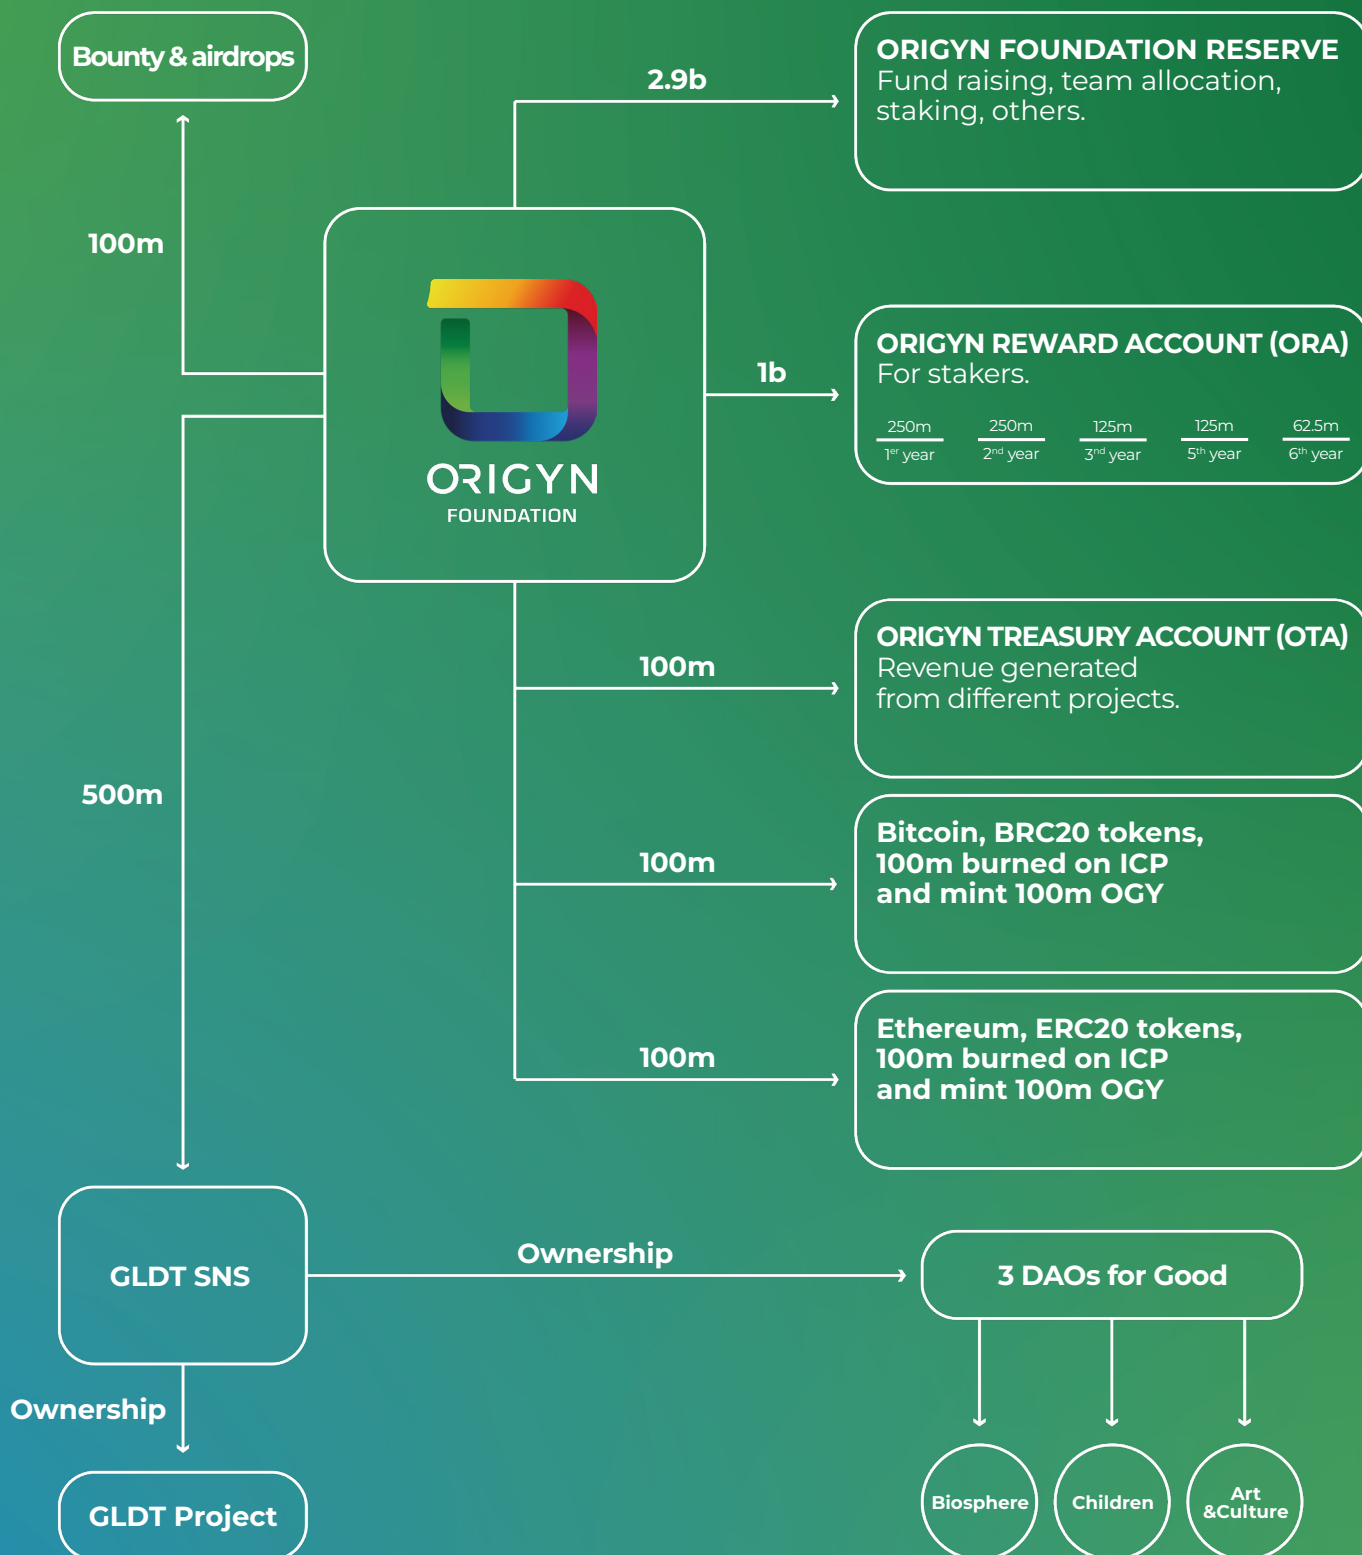 Bounty & airdrops
2.9b
ORIGYN FOUNDATION RESERVE
Fund raising, team allocation,
staking, others.
100m
ORIGYN
FOUNDATION
1b
ORIGYN REWARD ACCOUNT (ORA)
For stakers.
250m 250m 125m 125m 62.5m
1er year 2nd year 3nd year 5th year 6th year
100m
ORIGYN TREASURY ACCOUNT (OTA)
Revenue generated
from different projects.
500m
100m
Bitcoin, BRC20 tokens,
100m burned on ICP
and mint 100m OGY
100m
Ethereum, ERC20 tokens,
100m burned on ICP
and mint 100m OGY
GLDT SNS
Ownership
3 DAOs for Good
Ownership
GLDT Project
Biosphere
Children
Art
&Culture